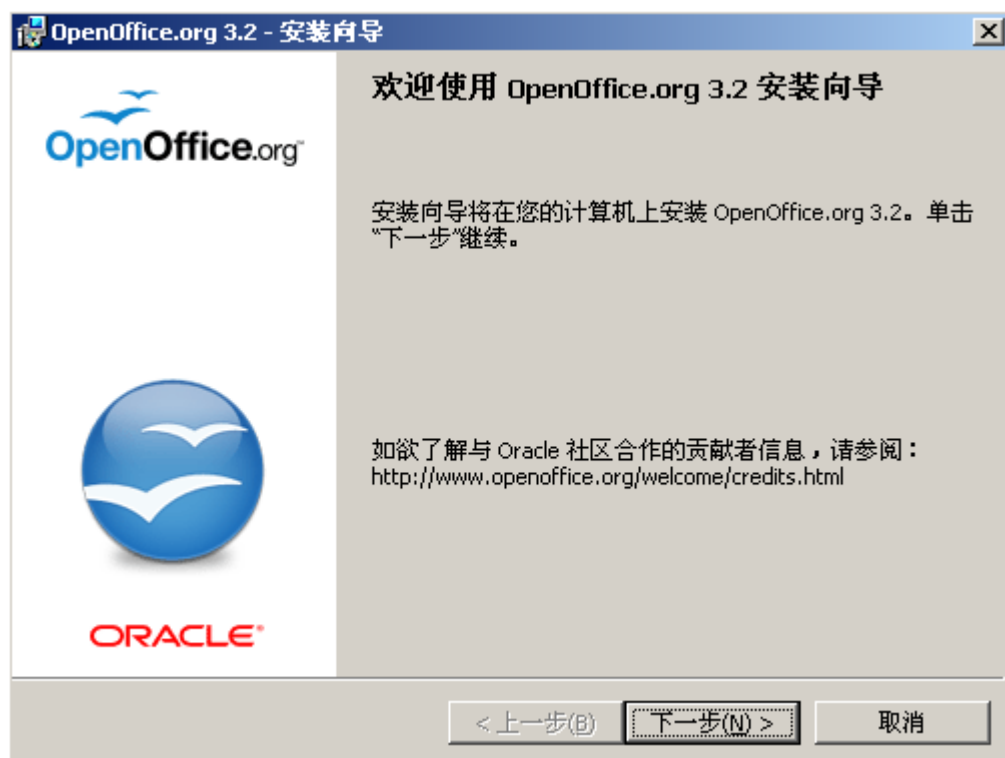 OpenOffice.org 3.2 - 安装向导
OpenOffice.org™
欢迎使用 OpenOffice.org 3.2 安装向导
安装向导将在您的计算机上安装 OpenOffice.org 3.2。单击
“下一步”继续。
如欲了解与 Oracle 社区合作的贡献者信息，请参阅：
http://www.openoffice.org/welcome/credits.html
ORACLE®
< 上一步(B)
下一步(N) >
取消